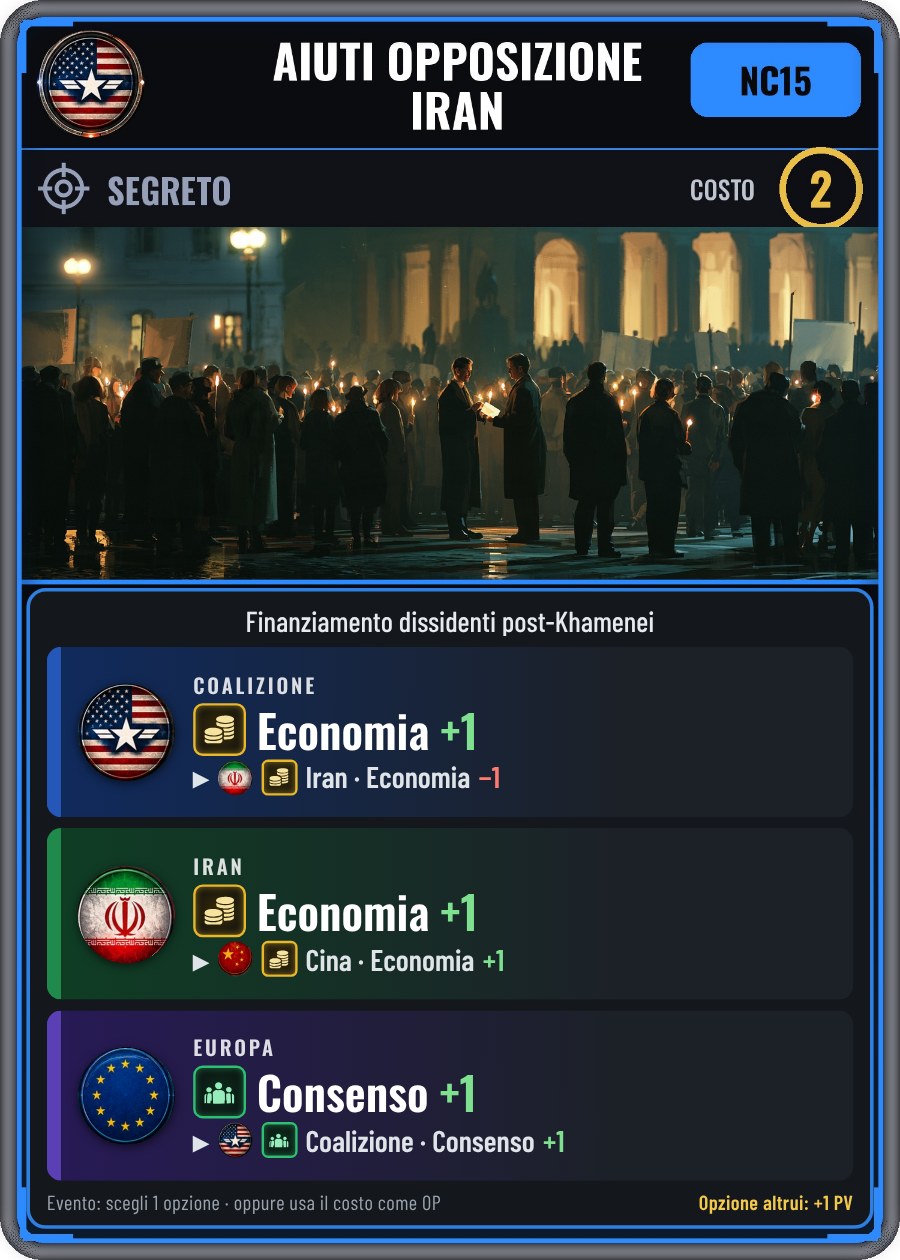 AIUTI OPPOSIZIONE
IRAN
NC15
SEGRETO
COSTO
2
Finanziamento dissidenti post-Khamenei
COALIZIONE
Economia +1
▶ Iran · Economia −1
IRAN
Economia +1
▶ Cina · Economia +1
EUROPA
Consenso +1
▶ Coalizione · Consenso +1
Evento: scegli 1 opzione · oppure usa il costo come OP
Opzione altrui: +1 PV